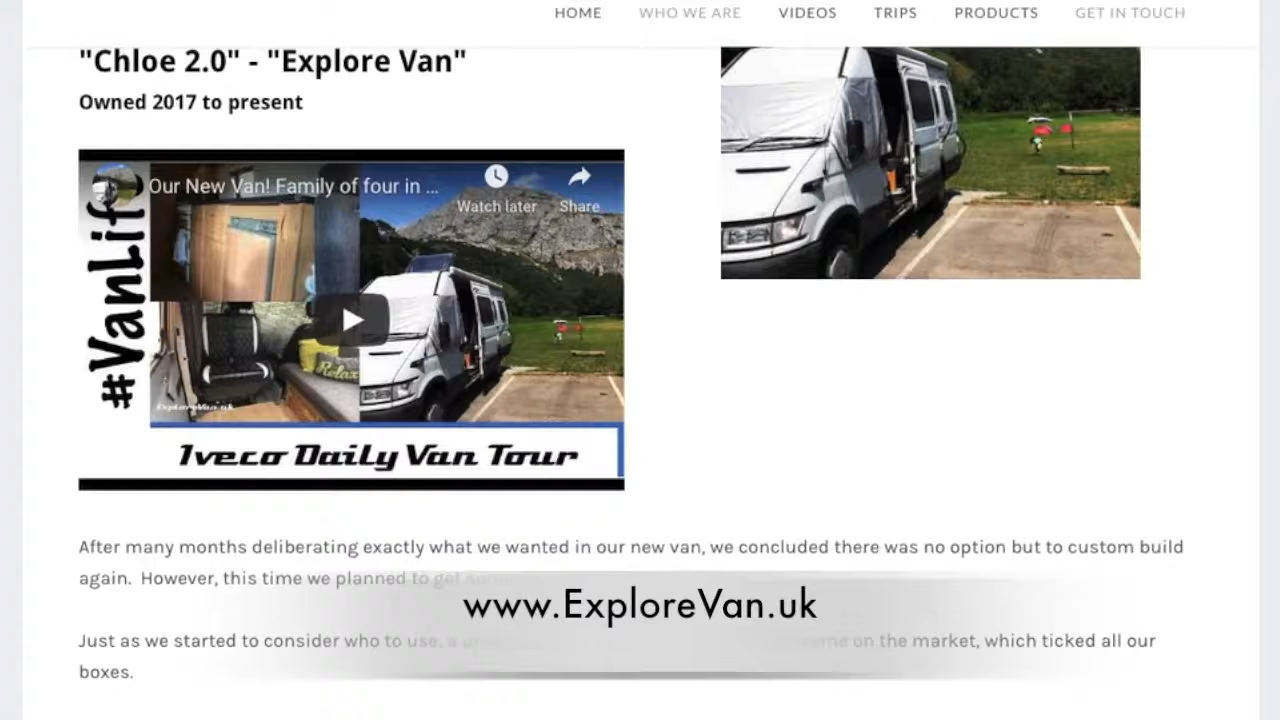 HOME WHO WE ARE VIDEOS TRIPS PRODUCTS GET IN TOUCH
"Chloe 2.0" - "Explore Van"
Owned 2017 to present
Our New Van! Family of four in ...
Watch later Share
#VanLife
Relax
ExploreVan.uk
Iveco Daily Van Tour
After many months deliberating exactly what we wanted in our new van, we concluded there was no option but to custom build
again. However, this time we planned to get
www.ExploreVan.uk
Just as we started to consider who to use, a on the market, which ticked all our
boxes.